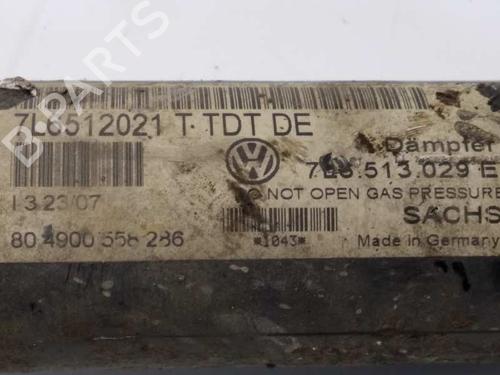 7L6512021 T TDT DE
Dämpfer
7L6.513.029 E
DO NOT OPEN GAS PRESSURE
I 3 23/07
SACHS
80 4900 558 286
*1043*
Made in Germany
B PARTS